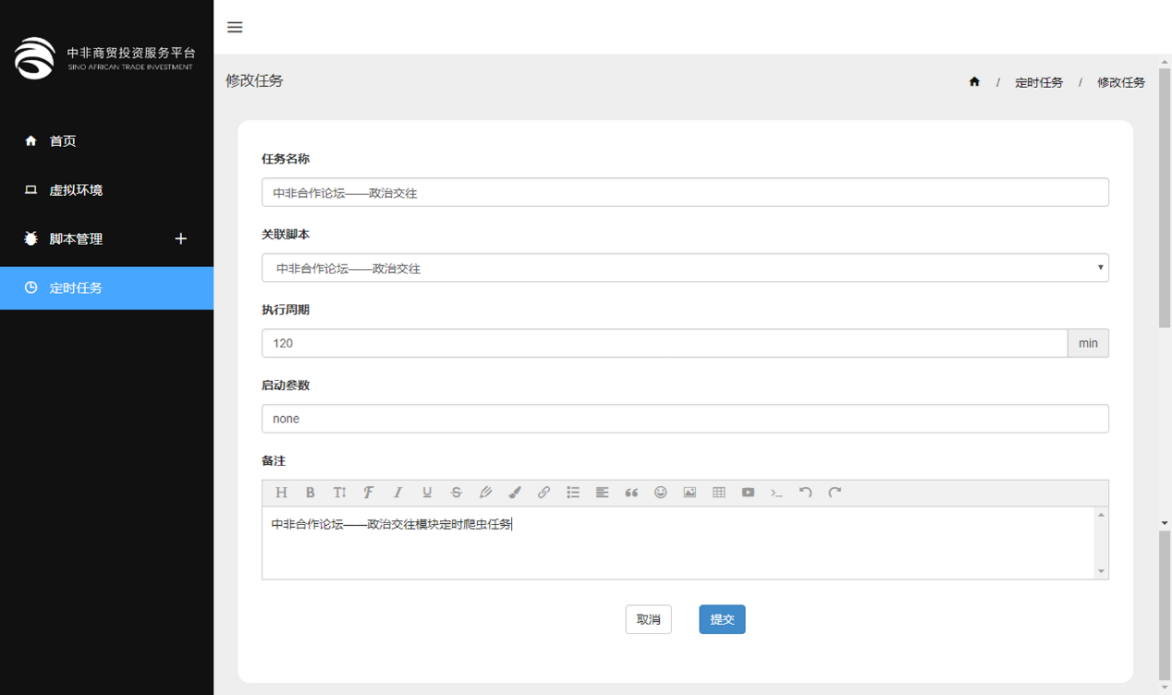 中非商贸投资服务平台
SINO AFRICAN TRADE INVESTMENT
首页
虚拟环境
脚本管理
定时任务
修改任务
/ 定时任务 / 修改任务
任务名称
中非合作论坛——政治交往
关联脚本
中非合作论坛——政治交往
执行周期
120 min
启动参数
none
备注
中非合作论坛——政治交往模块定时爬虫任务
取消 提交